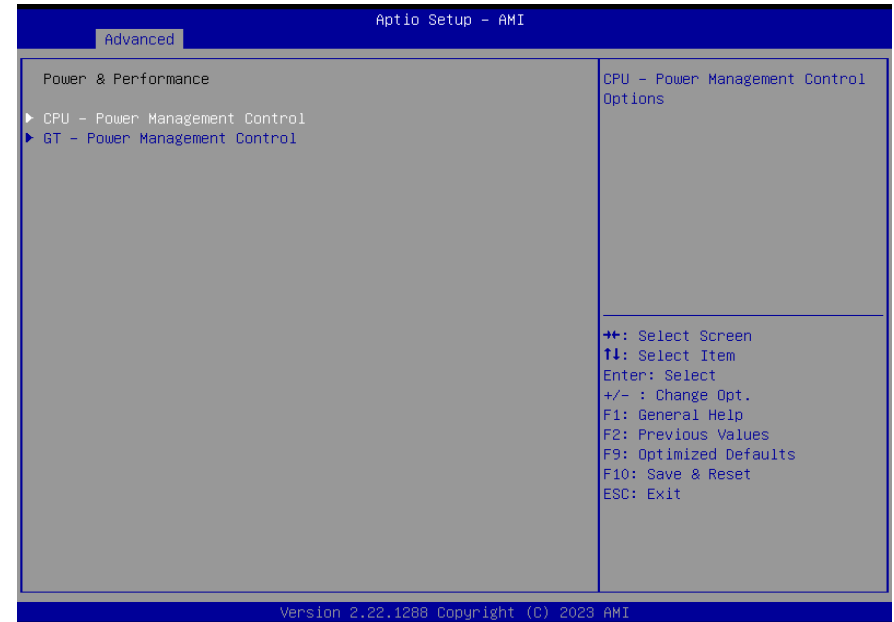 Aptio Setup – AMI
Advanced
Power & Performance
▶ CPU – Power Management Control
▶ GT – Power Management Control
CPU – Power Management Control
Options
→←: Select Screen
↑↓: Select Item
Enter: Select
+/- : Change Opt.
F1: General Help
F2: Previous Values
F9: Optimized Defaults
F10: Save & Reset
ESC: Exit
Version 2.22.1288 Copyright (C) 2023 AMI